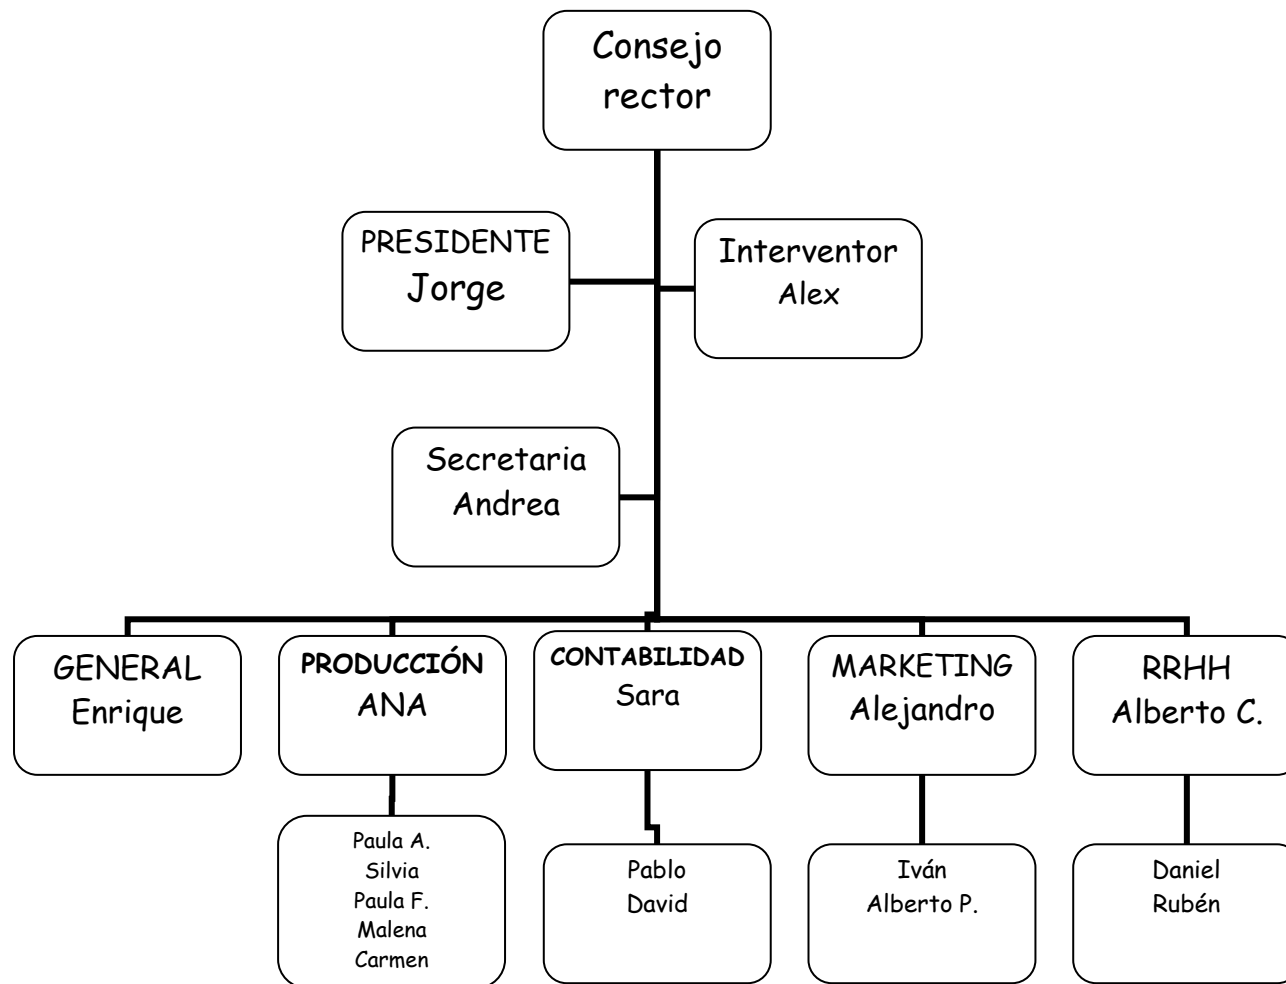 Consejo
rector
PRESIDENTE
Jorge
Interventor
Alex
Secretaria
Andrea
GENERAL
Enrique
PRODUCCIÓN
ANA
CONTABILIDAD
Sara
MARKETING
Alejandro
RRHH
Alberto C.
Paula A.
Silvia
Paula F.
Malena
Carmen
Pablo
David
Iván
Alberto P.
Daniel
Rubén